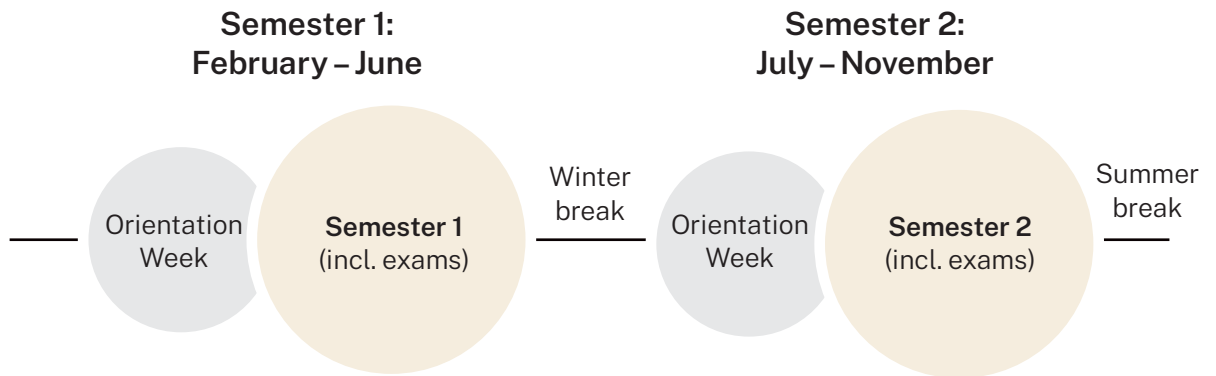 Semester 1:
February – June
Semester 2:
July – November
Orientation
Week
Semester 1
(incl. exams)
Winter
break
Orientation
Week
Semester 2
(incl. exams)
Summer
break